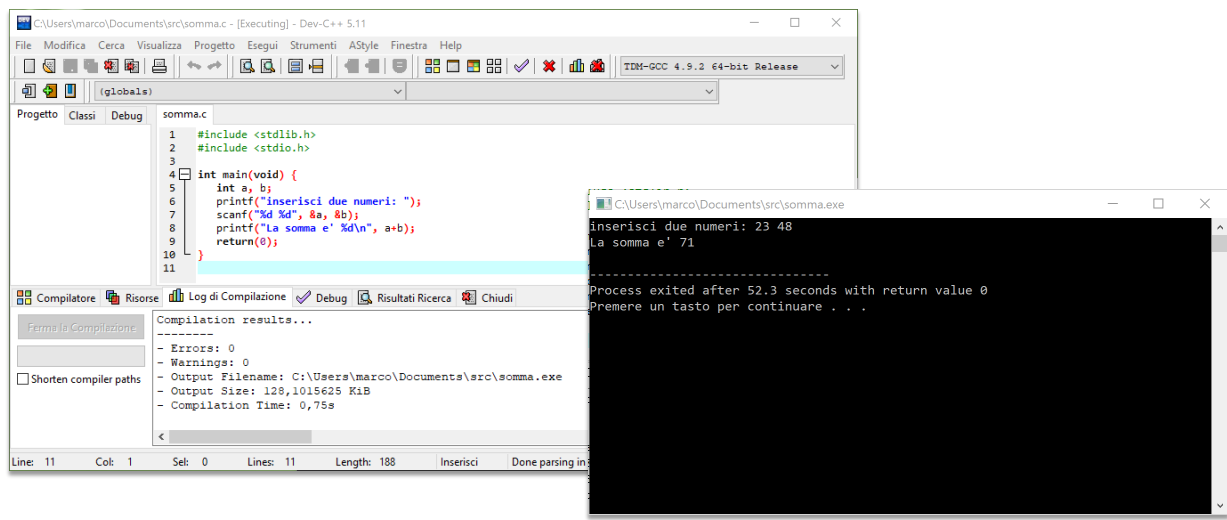 C:\Users\marco\Documents\src\somma.c - [Executing] - Dev-C++ 5.11
File Modifica Cerca Visualizza Progetto Esegui Strumenti AStyle Finestra Help
TDM-GCC 4.9.2 64-bit Release
(globals)
Progetto Classi Debug
somma.c
1 #include <stdlib.h>
2 #include <stdio.h>
3
4 int main(void) {
5 int a, b;
6 printf("inserisci due numeri: ");
7 scanf("%d %d", &a, &b);
8 printf("La somma e' %d\n", a+b);
9 return(0);
10 }
11
Compilatore Risorse Log di Compilazione Debug Risultati Ricerca Chiudi
Ferma la Compilazione
Shorten compiler paths
Compilation results...
--------
- Errors: 0
- Warnings: 0
- Output Filename: C:\Users\marco\Documents\src\somma.exe
- Output Size: 128,1015625 KiB
- Compilation Time: 0,75s
Line: 11 Col: 1 Sel: 0 Lines: 11 Length: 188 Inserisci Done parsing in
C:\Users\marco\Documents\src\somma.exe
inserisci due numeri: 23 48
La somma e' 71
--------------------------------
Process exited after 52.3 seconds with return value 0
Premere un tasto per continuare . . .